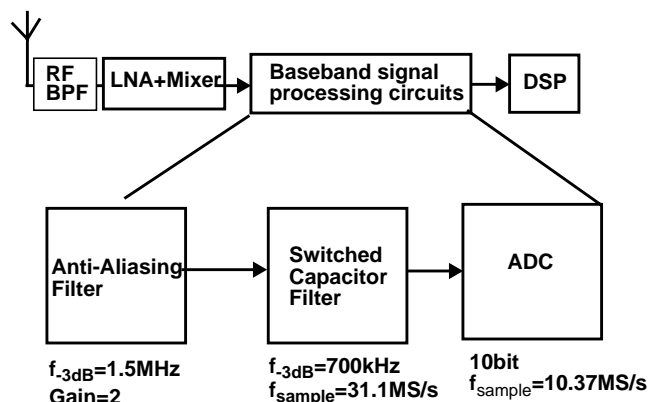 RF
BPF
LNA+Mixer
Baseband signal
processing circuits
DSP
Anti-Aliasing
Filter
Switched
Capacitor
Filter
ADC
f-3dB=1.5MHz
Gain=2
f-3dB=700kHz
fsample=31.1MS/s
10bit
fsample=10.37MS/s